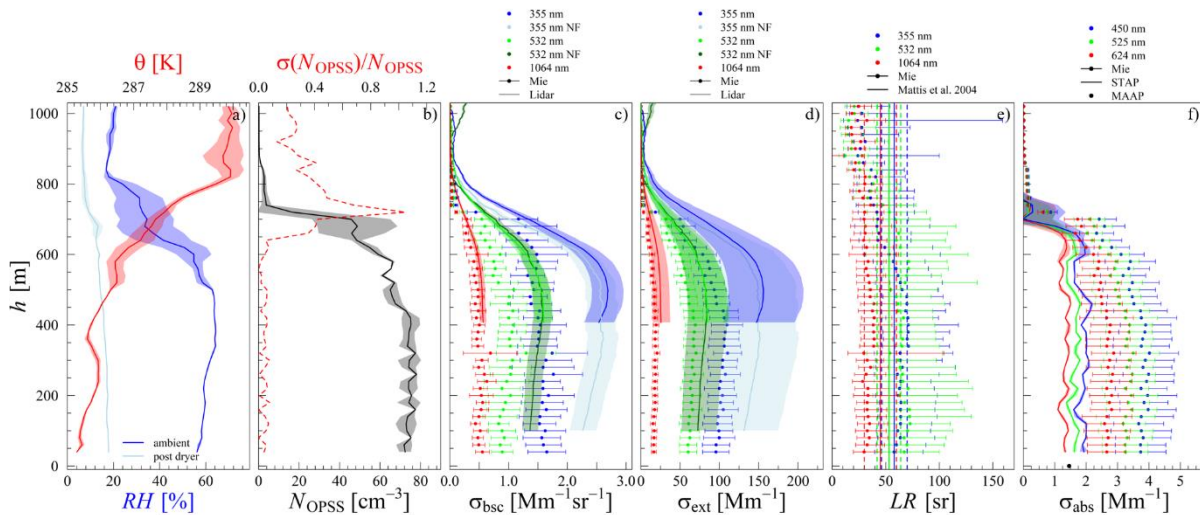 355 nm
355 nm NF
532 nm
532 nm NF
1064 nm
Mie
Lidar
355 nm
355 nm NF
532 nm
532 nm NF
1064 nm
Mie
Lidar
355 nm
532 nm
1064 nm
Mie
Mattis et al. 2004
450 nm
525 nm
624 nm
Mie
STAP
MAAP
θ [K]
285 287 289
σ(N_OPSS)/N_OPSS
0.0 0.4 0.8 1.2
a) b) c) d) e) f)
h [m]
1000
800
600
400
200
0
ambient
post dryer
0 20 40 60
RH [%]
0 20 40 60 80
N_OPSS [cm⁻³]
0.0 1.0 2.0 3.0
σ_bsc [Mm⁻¹sr⁻¹]
0 50 100 150 200
σ_ext [Mm⁻¹]
0 50 100 150
LR [sr]
0 1 2 3 4 5
σ_abs [Mm⁻¹]